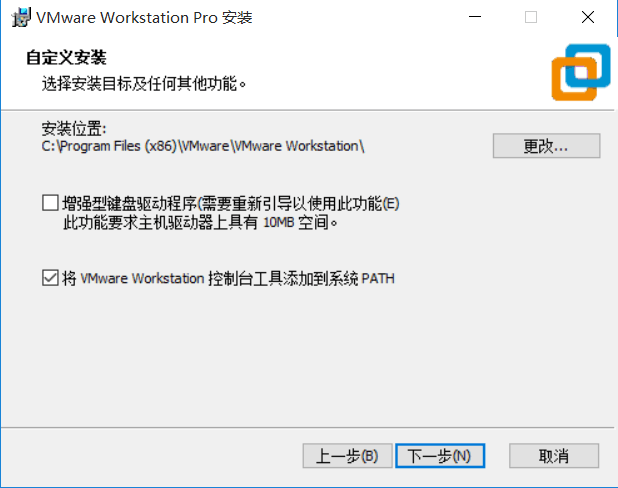 VMware Workstation Pro 安装
自定义安装
选择安装目标及任何其他功能。
安装位置:
C:\Program Files (x86)\VMware\VMware Workstation\
更改...
增强型键盘驱动程序(需要重新引导以使用此功能(E)
此功能要求主机驱动器上具有 10MB 空间。
将 VMware Workstation 控制台工具添加到系统 PATH
上一步(B) 下一步(N) 取消